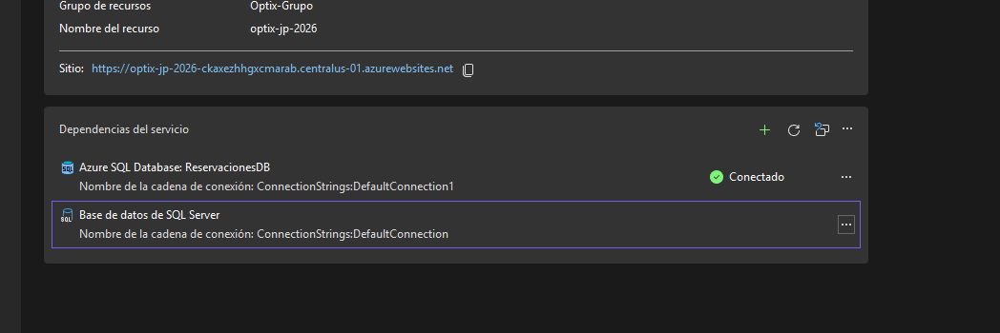 Grupo de recursos Optix-Grupo
Nombre del recurso optix-jp-2026
Sitio: https://optix-jp-2026-ckaxezhhgxcmarab.centralus-01.azurewebsites.net
Dependencias del servicio
SQL Azure SQL Database: ReservacionesDB
Nombre de la cadena de conexión: ConnectionStrings:DefaultConnection1
Conectado
SQL Base de datos de SQL Server
Nombre de la cadena de conexión: ConnectionStrings:DefaultConnection